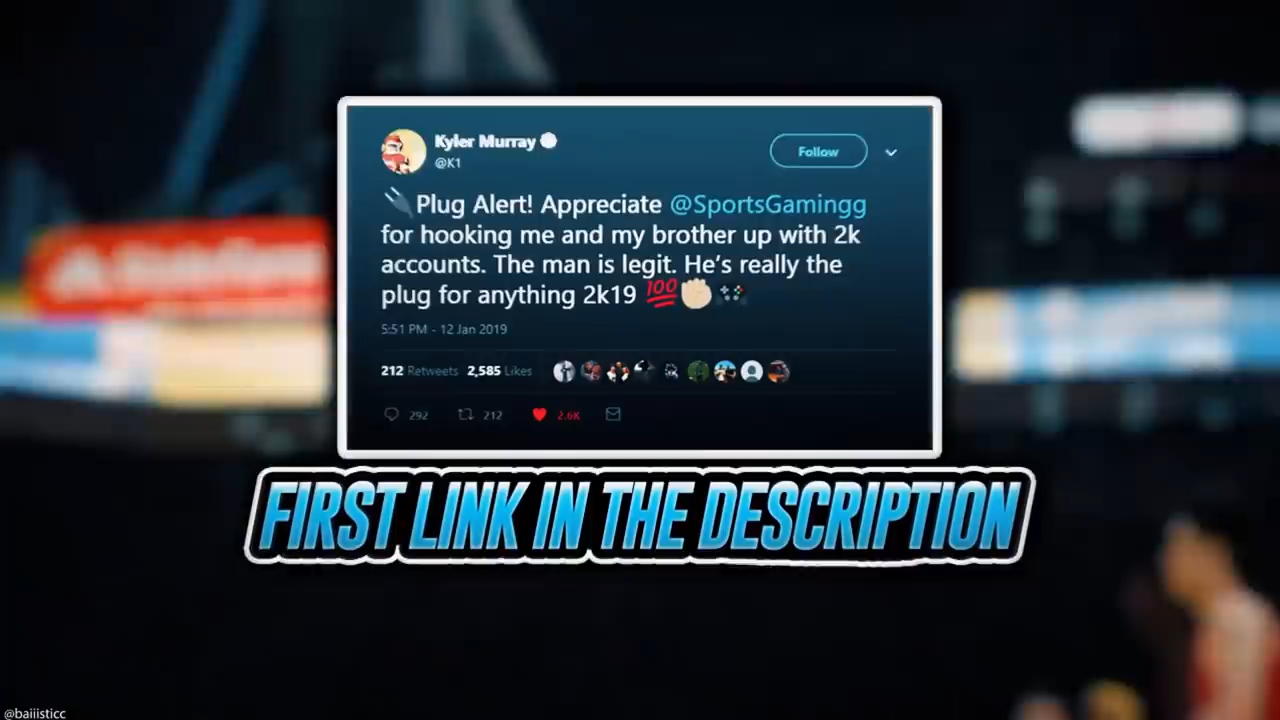 Kyler Murray
@K1
Follow
🔌Plug Alert! Appreciate @SportsGamingg
for hooking me and my brother up with 2k
accounts. The man is legit. He's really the
plug for anything 2k19 💯✊🏼🎮
5:51 PM - 12 Jan 2019
212 Retweets 2,585 Likes
292 212 2.6K
FIRST LINK IN THE DESCRIPTION
@baiiisticc